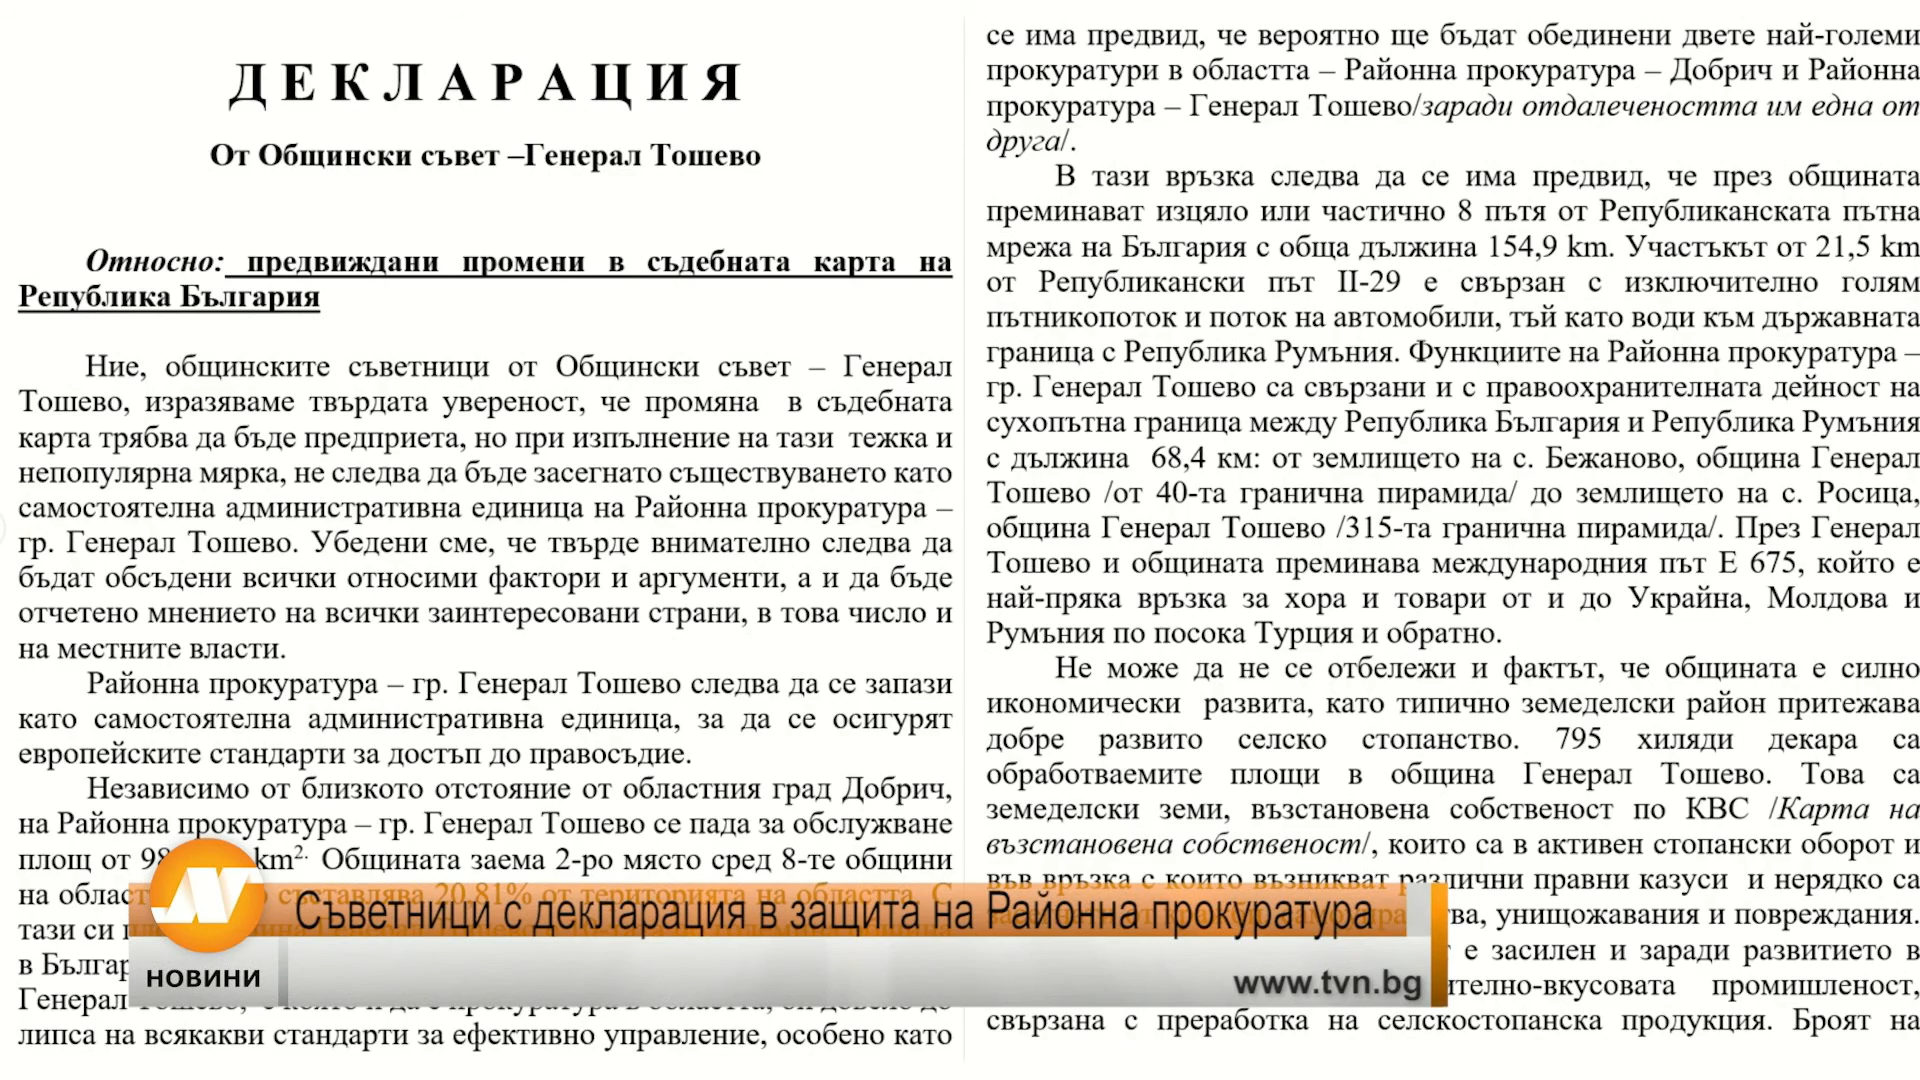 Д Е К Л А Р А Ц И Я
От Общински съвет –Генерал Тошево
Относно: предвиждани промени в съдебната карта на
Република България
Ние, общинските съветници от Общински съвет – Генерал
Тошево, изразяваме твърдата увереност, че промяна в съдебната
карта трябва да бъде предприета, но при изпълнение на тази тежка и
непопулярна мярка, не следва да бъде засегнато съществуването като
самостоятелна административна единица на Районна прокуратура –
гр. Генерал Тошево. Убедени сме, че твърде внимателно следва да
бъдат обсъдени всички относими фактори и аргументи, а и да бъде
отчетено мнението на всички заинтересовани страни, в това число и
на местните власти.
Районна прокуратура – гр. Генерал Тошево следва да се запази
като самостоятелна административна единица, за да се осигурят
европейските стандарти за достъп до правосъдие.
Независимо от близкото отстояние от областния град Добрич,
на Районна прокуратура – гр. Генерал Тошево се пада за обслужване
площ от km2. Общината заема 2-ро място сред 8-те общини
на съставлява 20,81% от територията на областта. С
тази си
в
Генерал Тошево,
липса на всякакви стандарти за ефективно управление, особено като
се има предвид, че вероятно ще бъдат обединени двете най-големи
прокуратури в областта – Районна прокуратура – Добрич и Районна
прокуратура – Генерал Тошево/заради отдалечеността им една от
друга/.
В тази връзка следва да се има предвид, че през общината
преминават изцяло или частично 8 пътя от Републиканската пътна
мрежа на България с обща дължина 154,9 km. Участъкът от 21,5 km
от Републикански път II-29 е свързан с изключително голям
пътникопоток и поток на автомобили, тъй като води към държавната
граница с Република Румъния. Функциите на Районна прокуратура –
гр. Генерал Тошево са свързани и с правоохранителната дейност на
сухопътна граница между Република България и Република Румъния
с дължина 68,4 км: от землището на с. Бежаново, община Генерал
Тошево /от 40-та гранична пирамида/ до землището на с. Росица,
община Генерал Тошево /315-та гранична пирамида/. През Генерал
Тошево и общината преминава международния път Е 675, който е
най-пряка връзка за хора и товари от и до Украйна, Молдова и
Румъния по посока Турция и обратно.
Не може да не се отбележи и фактът, че общината е силно
икономически развита, като типично земеделски район притежава
добре развито селско стопанство. 795 хиляди декара са
обработваемите площи в община Генерал Тошево. Това са
земеделски земи, възстановена собственост по КВС /Карта на
възстановена собственост/, които са в активен стопански оборот и
във връзка с които възникват различни правни казуси и нерядко са
унищожавания и повреждания.
е засилен и заради развитието в
промишленост,
свързана с преработка на селскостопанска продукция. Броят на
Съветници с декларация в защита на Районна прокуратура
НОВИНИ
www.tvn.bg